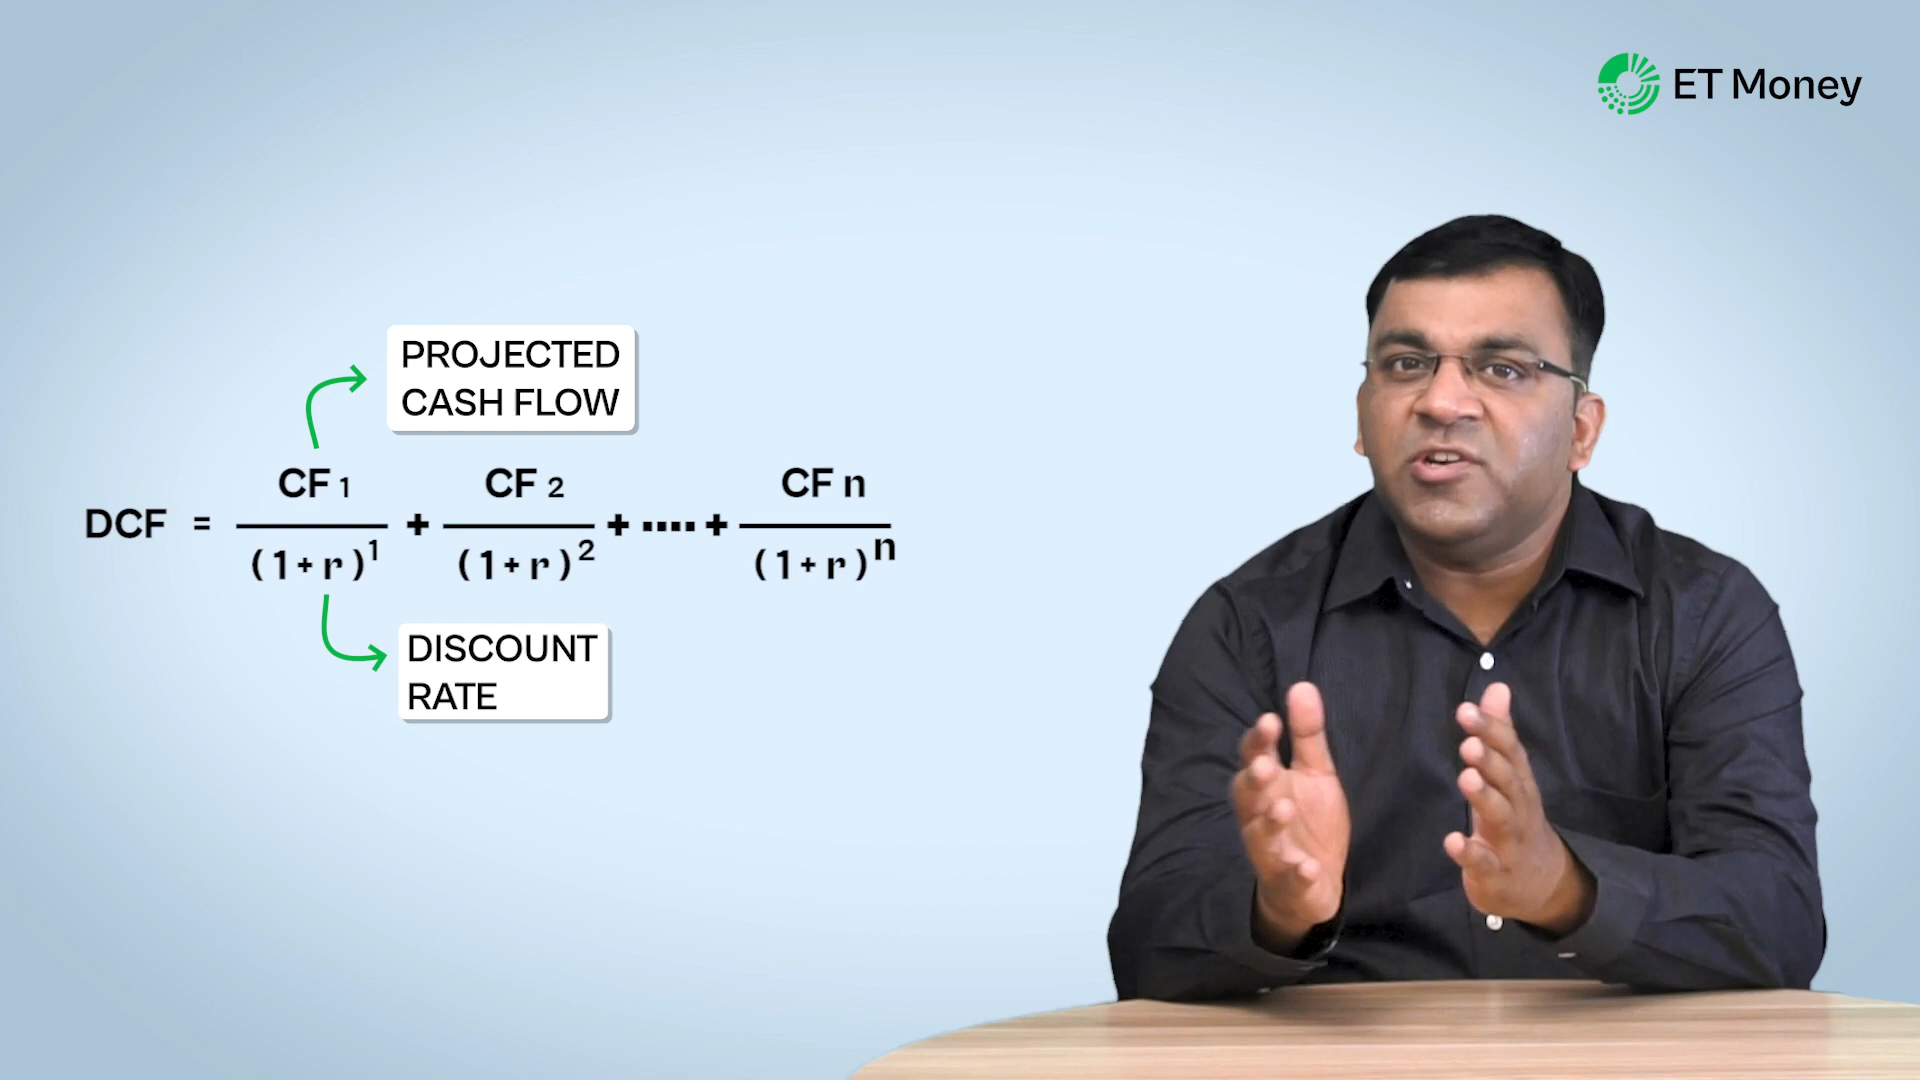 ET Money
PROJECTED
CASH FLOW
DCF = CF 1 / (1+r)^1 + CF 2 / (1+r)^2 + .... + CF n / (1+r)^n
DISCOUNT
RATE